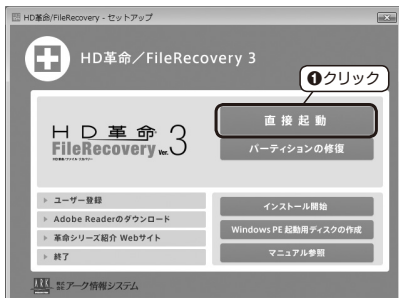 HD革命/FileRecovery - セットアップ
HD革命／FileRecovery 3
❶クリック
直接起動
HD革命
FileRecovery Ver.3
パーティションの修復
ユーザー登録
Adobe Readerのダウンロード
革命シリーズ紹介 Webサイト
終了
インストール開始
Windows PE 起動用ディスクの作成
マニュアル参照
株式会社アーク情報システム